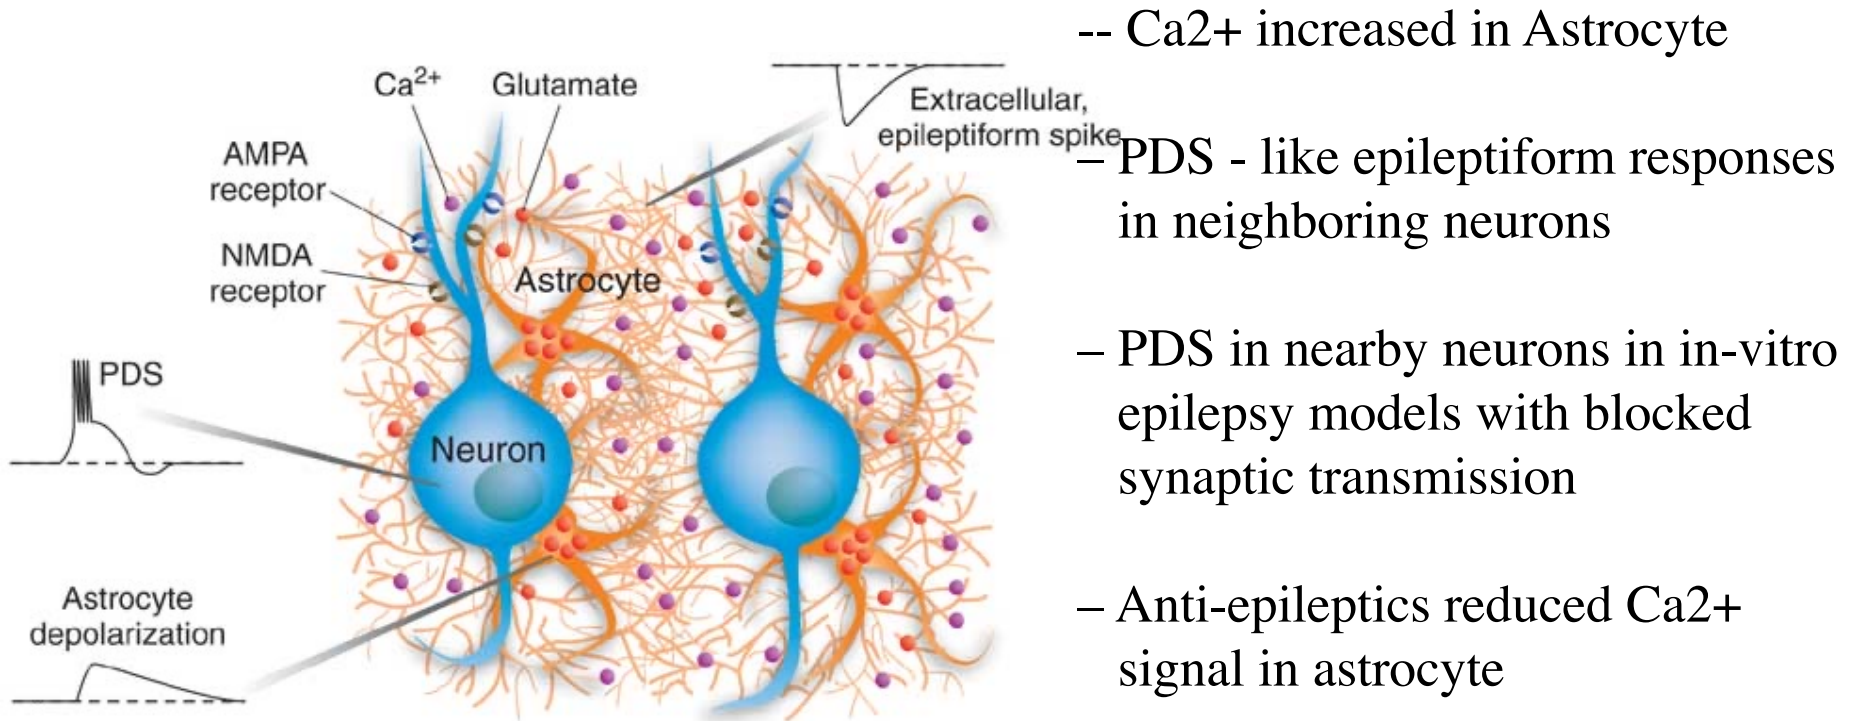 Ca2+
Glutamate
Extracellular,
epileptiform spike
AMPA
receptor
NMDA
receptor
Astrocyte
PDS
Neuron
Astrocyte
depolarization
-- Ca2+ increased in Astrocyte
– PDS - like epileptiform responses
in neighboring neurons
– PDS in nearby neurons in in-vitro
epilepsy models with blocked
synaptic transmission
– Anti-epileptics reduced Ca2+
signal in astrocyte